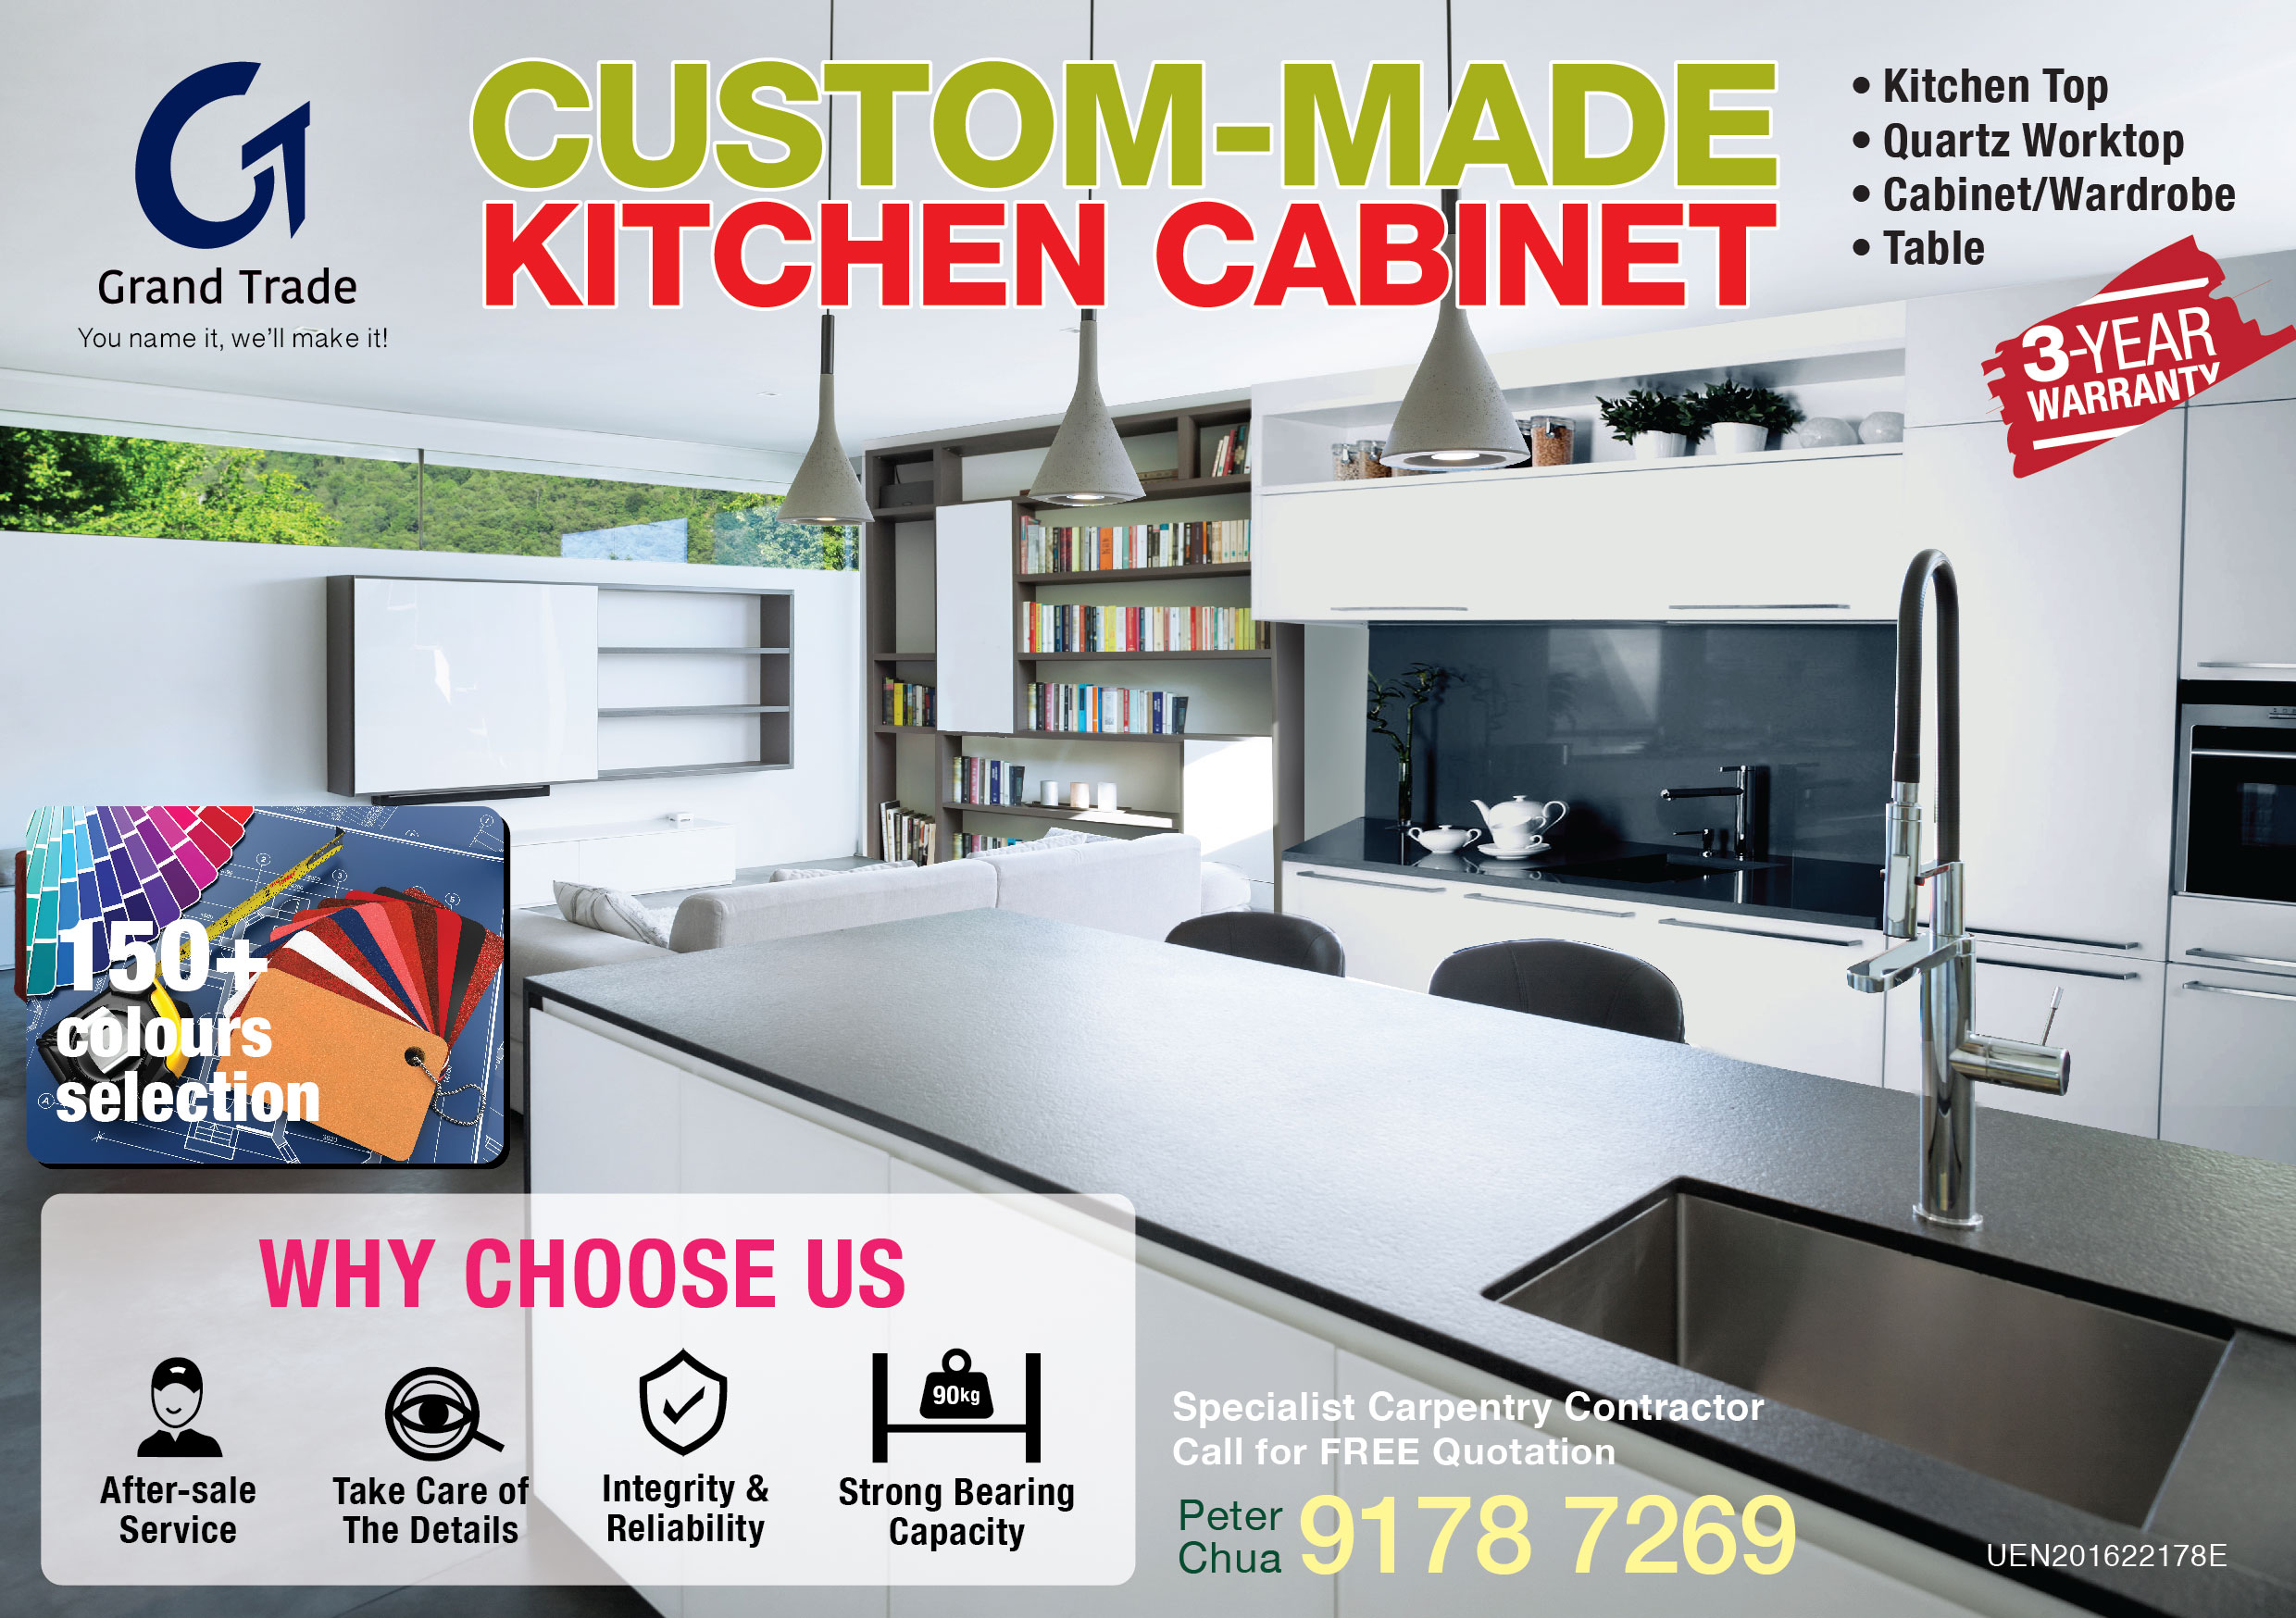 Grand Trade
You name it, we'll make it!
CUSTOM-MADE
KITCHEN CABINET
• Kitchen Top
• Quartz Worktop
• Cabinet/Wardrobe
• Table
3-YEAR
WARRANTY
150+
colours
selection
WHY CHOOSE US
After-sale
Service
Take Care of
The Details
Integrity &
Reliability
90kg
Strong Bearing
Capacity
Specialist Carpentry Contractor
Call for FREE Quotation
Peter
Chua
9178 7269
UEN201622178E